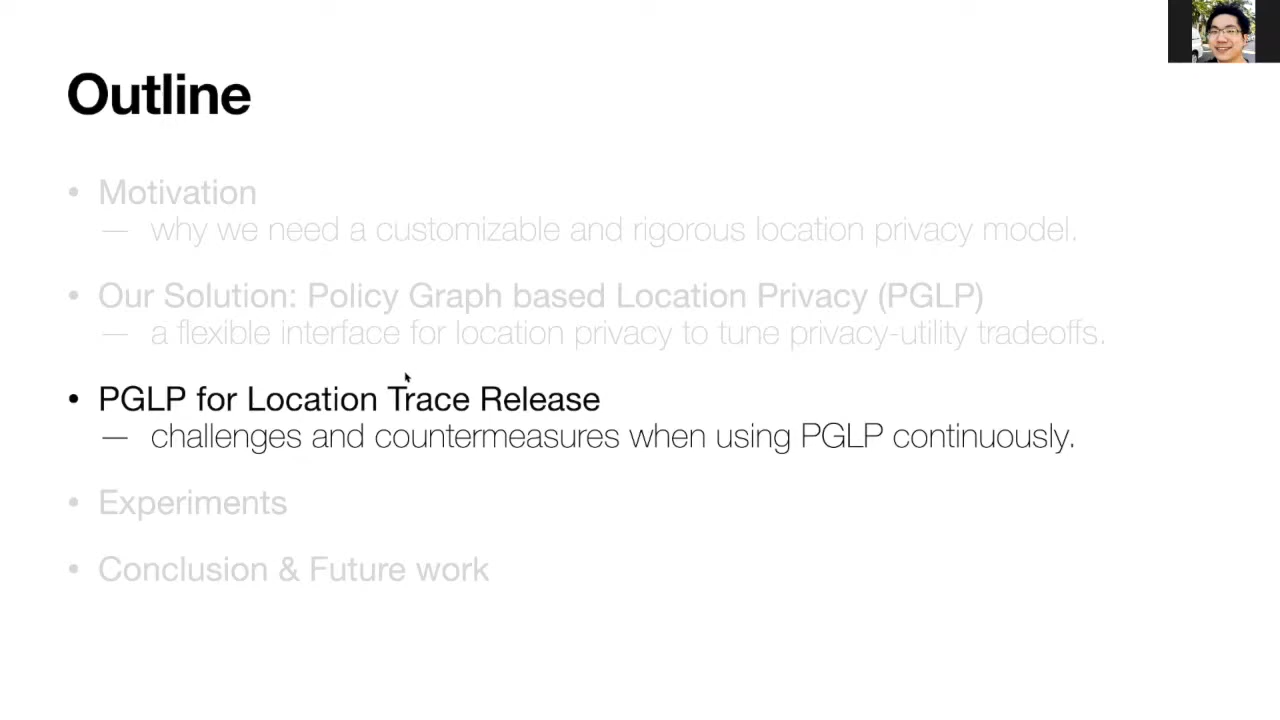 Outline
• Motivation
— why we need a customizable and rigorous location privacy model.
• Our Solution: Policy Graph based Location Privacy (PGLP)
— a flexible interface for location privacy to tune privacy-utility tradeoffs.
• PGLP for Location Trace Release
— challenges and countermeasures when using PGLP continuously.
• Experiments
• Conclusion & Future work